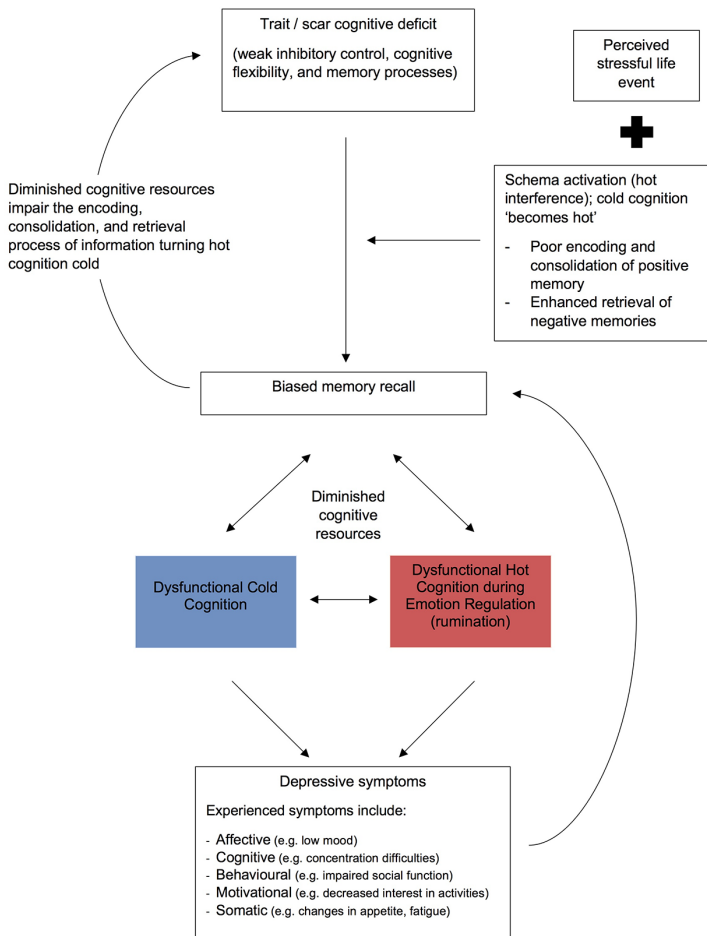 Trait / scar cognitive deficit
(weak inhibitory control, cognitive
flexibility, and memory processes)
Perceived
stressful life
event
Schema activation (hot
interference); cold cognition
‘becomes hot’
- Poor encoding and
consolidation of positive
memory
- Enhanced retrieval of
negative memories
Diminished cognitive resources
impair the encoding,
consolidation, and retrieval
process of information turning hot
cognition cold
Biased memory recall
Diminished
cognitive
resources
Dysfunctional Cold
Cognition
Dysfunctional Hot
Cognition during
Emotion Regulation
(rumination)
Depressive symptoms
Experienced symptoms include:
- Affective (e.g. low mood)
- Cognitive (e.g. concentration difficulties)
- Behavioural (e.g. impaired social function)
- Motivational (e.g. decreased interest in activities)
- Somatic (e.g. changes in appetite, fatigue)